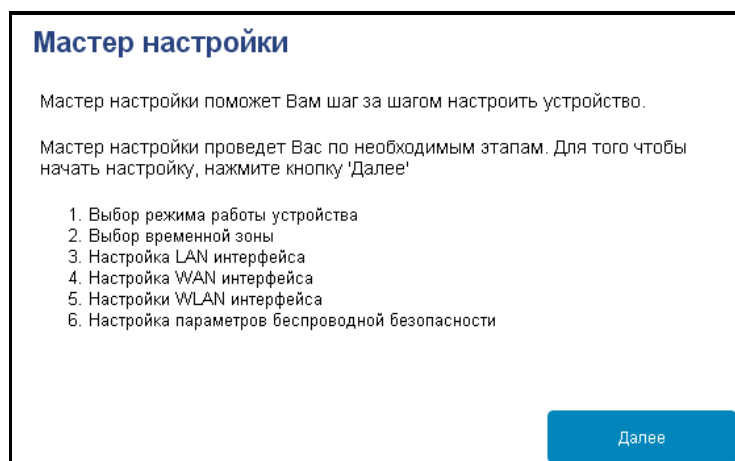 Мастер настройки
Мастер настройки поможет Вам шаг за шагом настроить устройство.
Мастер настройки проведет Вас по необходимым этапам. Для того чтобы
начать настройку, нажмите кнопку 'Далее'
1. Выбор режима работы устройства
2. Выбор временной зоны
3. Настройка LAN интерфейса
4. Настройка WAN интерфейса
5. Настройки WLAN интерфейса
6. Настройка параметров беспроводной безопасности
Далее